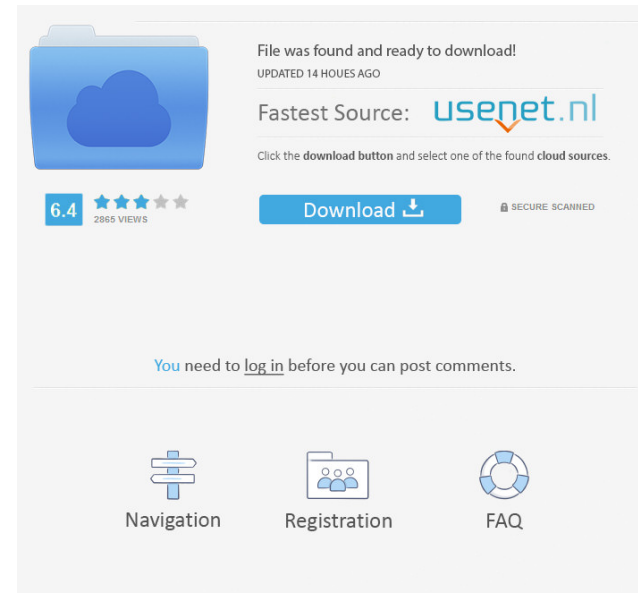 File was found and ready to download!
UPDATED 14 HOUES AGO
Fastest Source: usenet.nl
Click the download button and select one of the found cloud sources.
6.4
2865 VIEWS
Download
SECURE SCANNED
You need to log in before you can post comments.
Navigation
Registration
FAQ